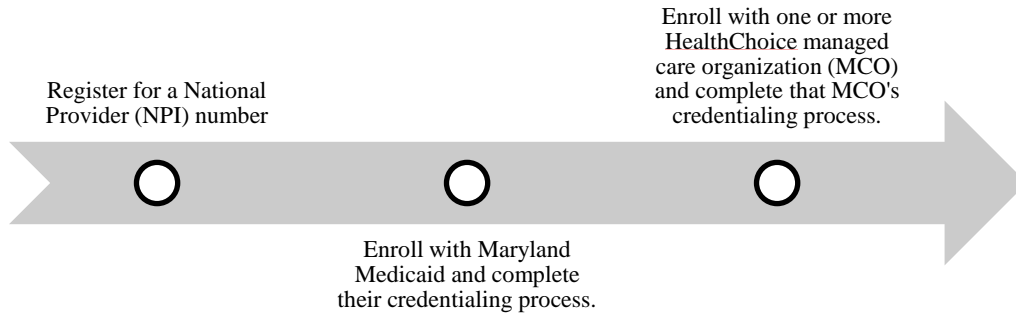 Register for a National
Provider (NPI) number
Enroll with Maryland
Medicaid and complete
their credentialing process.
Enroll with one or more
HealthChoice managed
care organization (MCO)
and complete that MCO's
credentialing process.